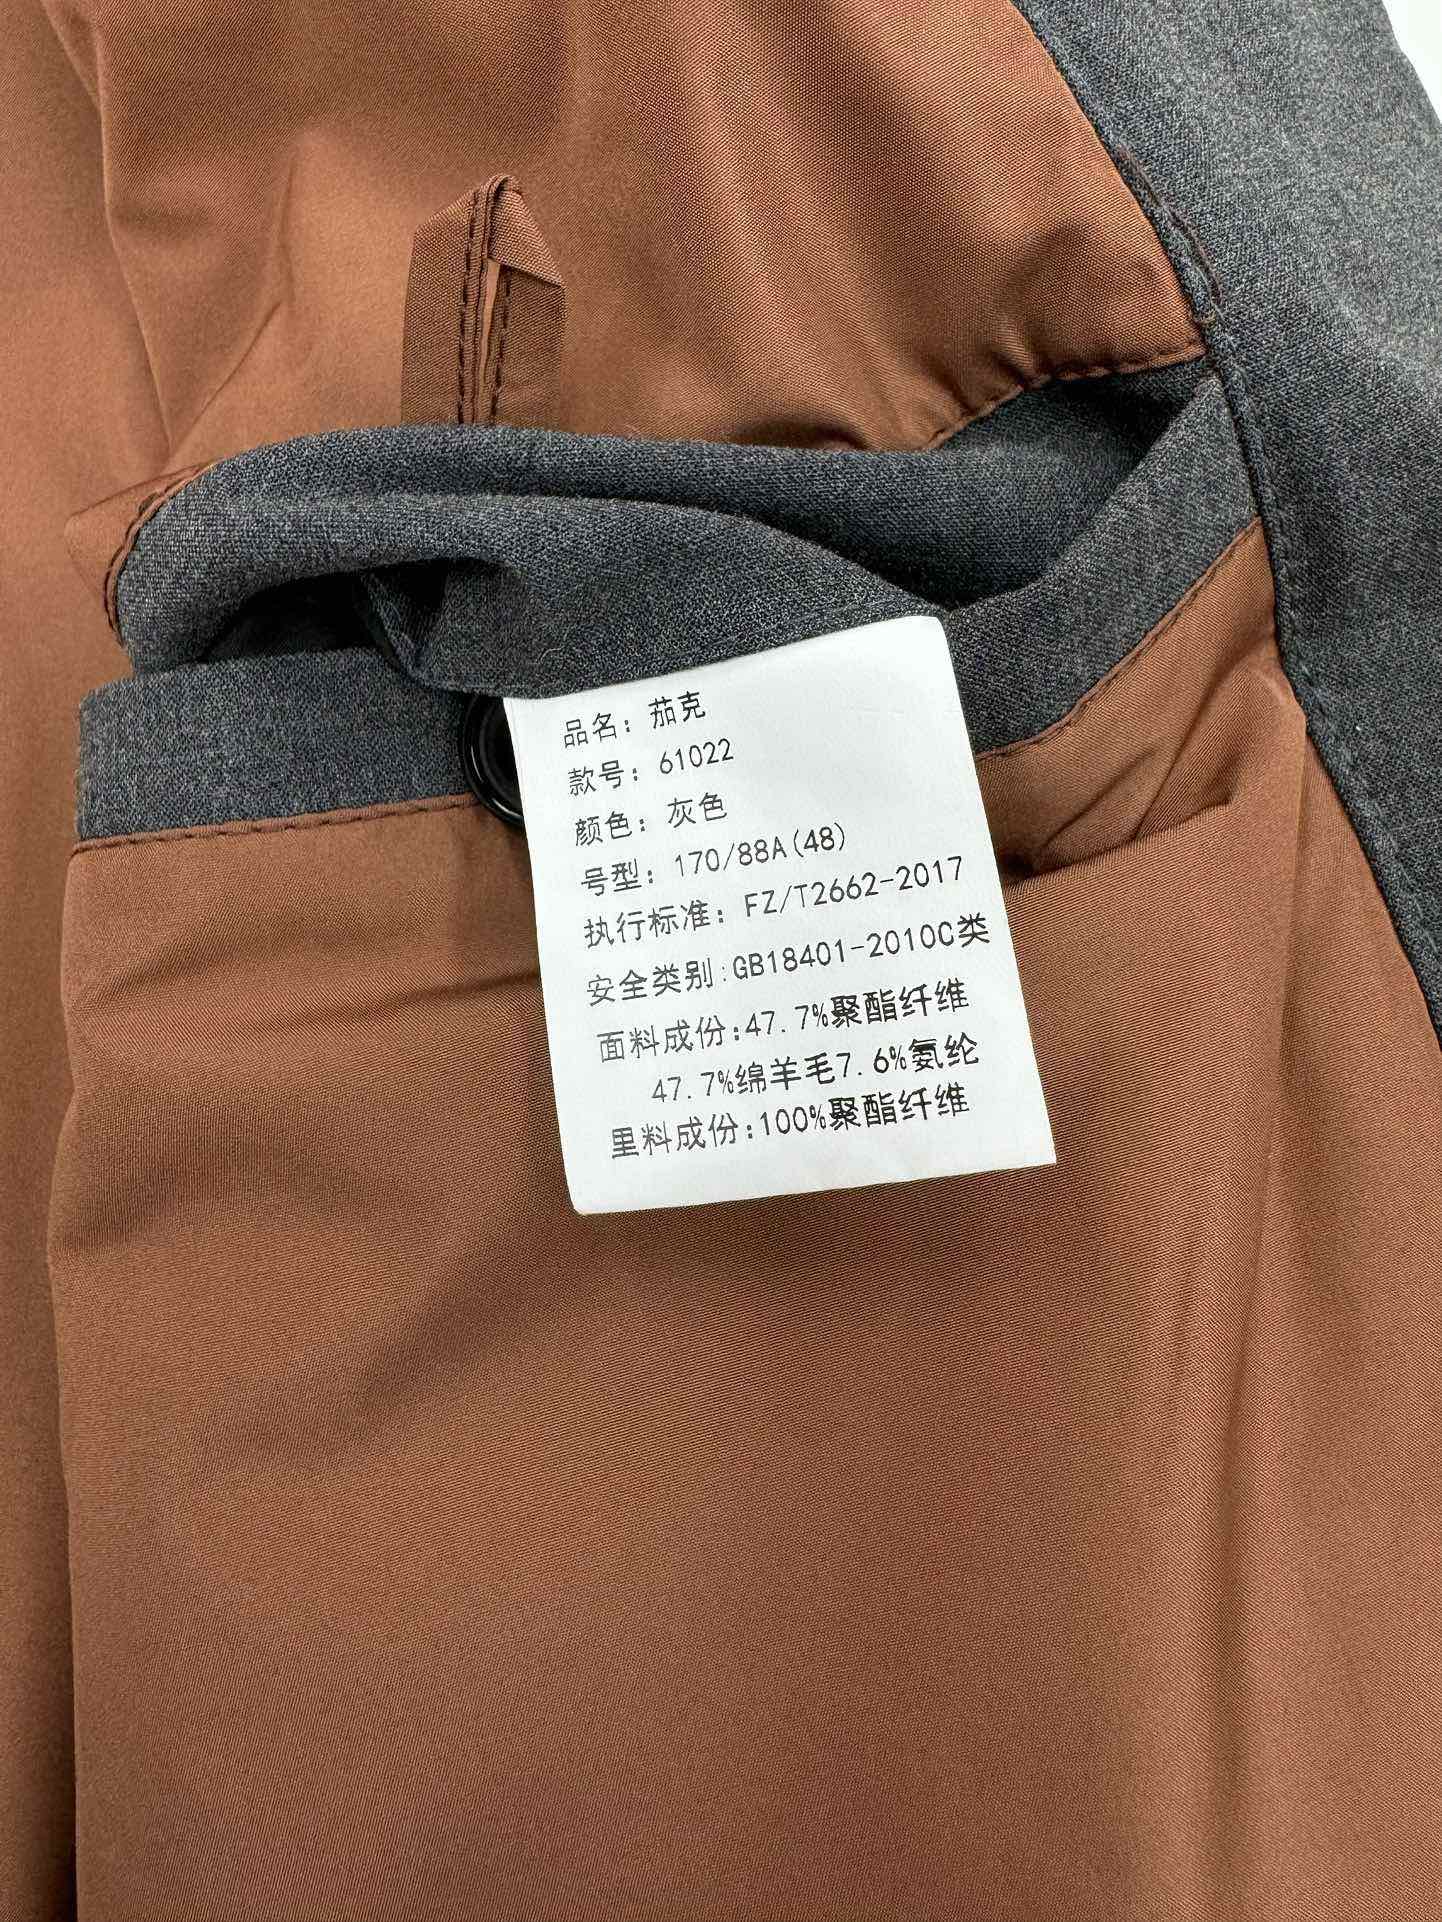 品名：茄克
款号：61022
颜色：灰色
号型：170/88A(48)
执行标准：FZ/T2662-2017
安全类别:GB18401-2010C类
面料成份:47.7%聚酯纤维
47.7%绵羊毛7.6%氨纶
里料成份:100%聚酯纤维